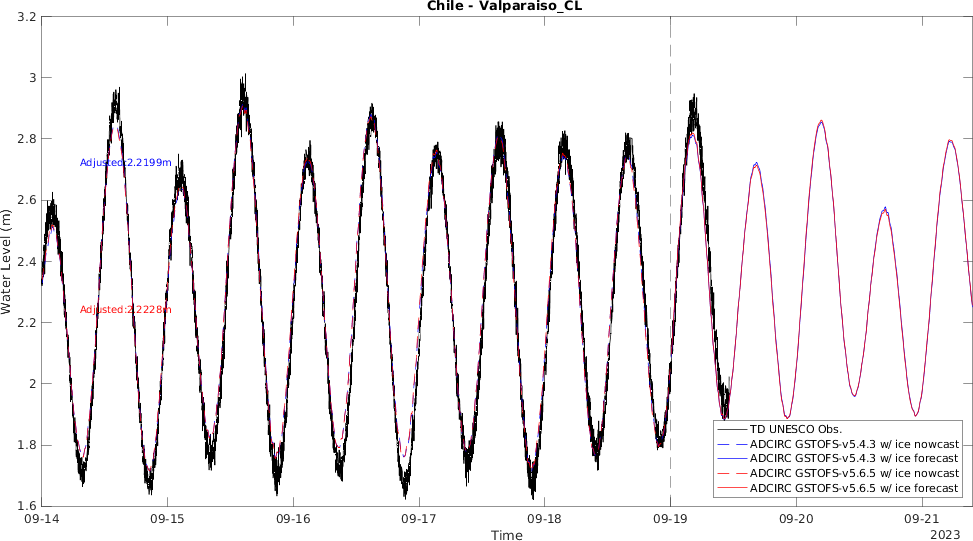 Chile - Valparaiso_CL
3.2
3
2.8
2.6
2.4
2.2
2
1.8
1.6
Water Level (m)
Adjusted:2.2199m
Adjusted:2.2228m
TD UNESCO Obs.
ADCIRC GSTOFS-v5.4.3 w/ ice nowcast
ADCIRC GSTOFS-v5.4.3 w/ ice forecast
ADCIRC GSTOFS-v5.6.5 w/ ice nowcast
ADCIRC GSTOFS-v5.6.5 w/ ice forecast
09-14 09-15 09-16 09-17 09-18 09-19 09-20 09-21
Time
2023